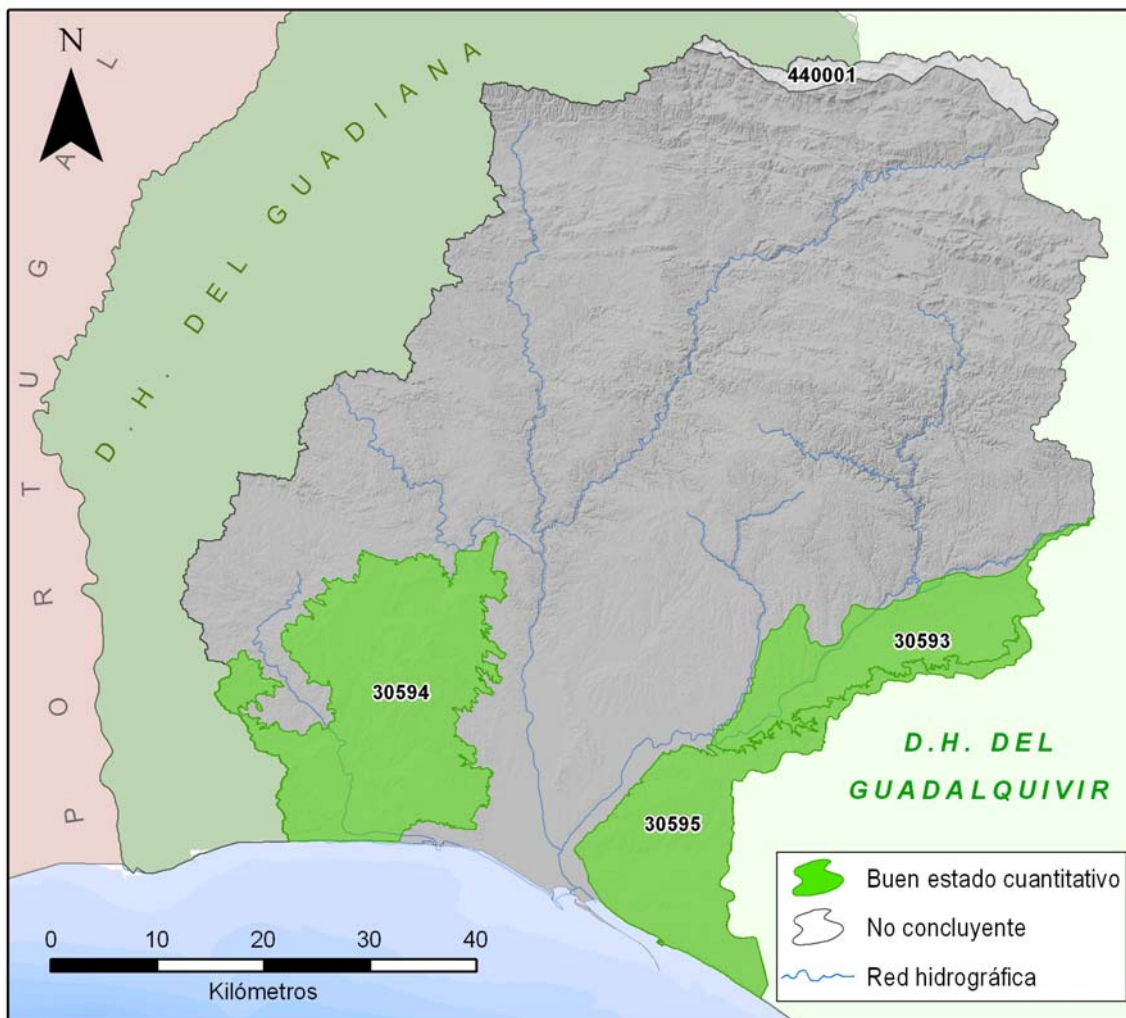 N
PORTUGAL
D.H. DEL GUADIANA
440001
30594
30593
30595
D.H. DEL
GUADALQUIVIR
0 10 20 30 40
Kilómetros
Buen estado cuantitativo
No concluyente
Red hidrográfica